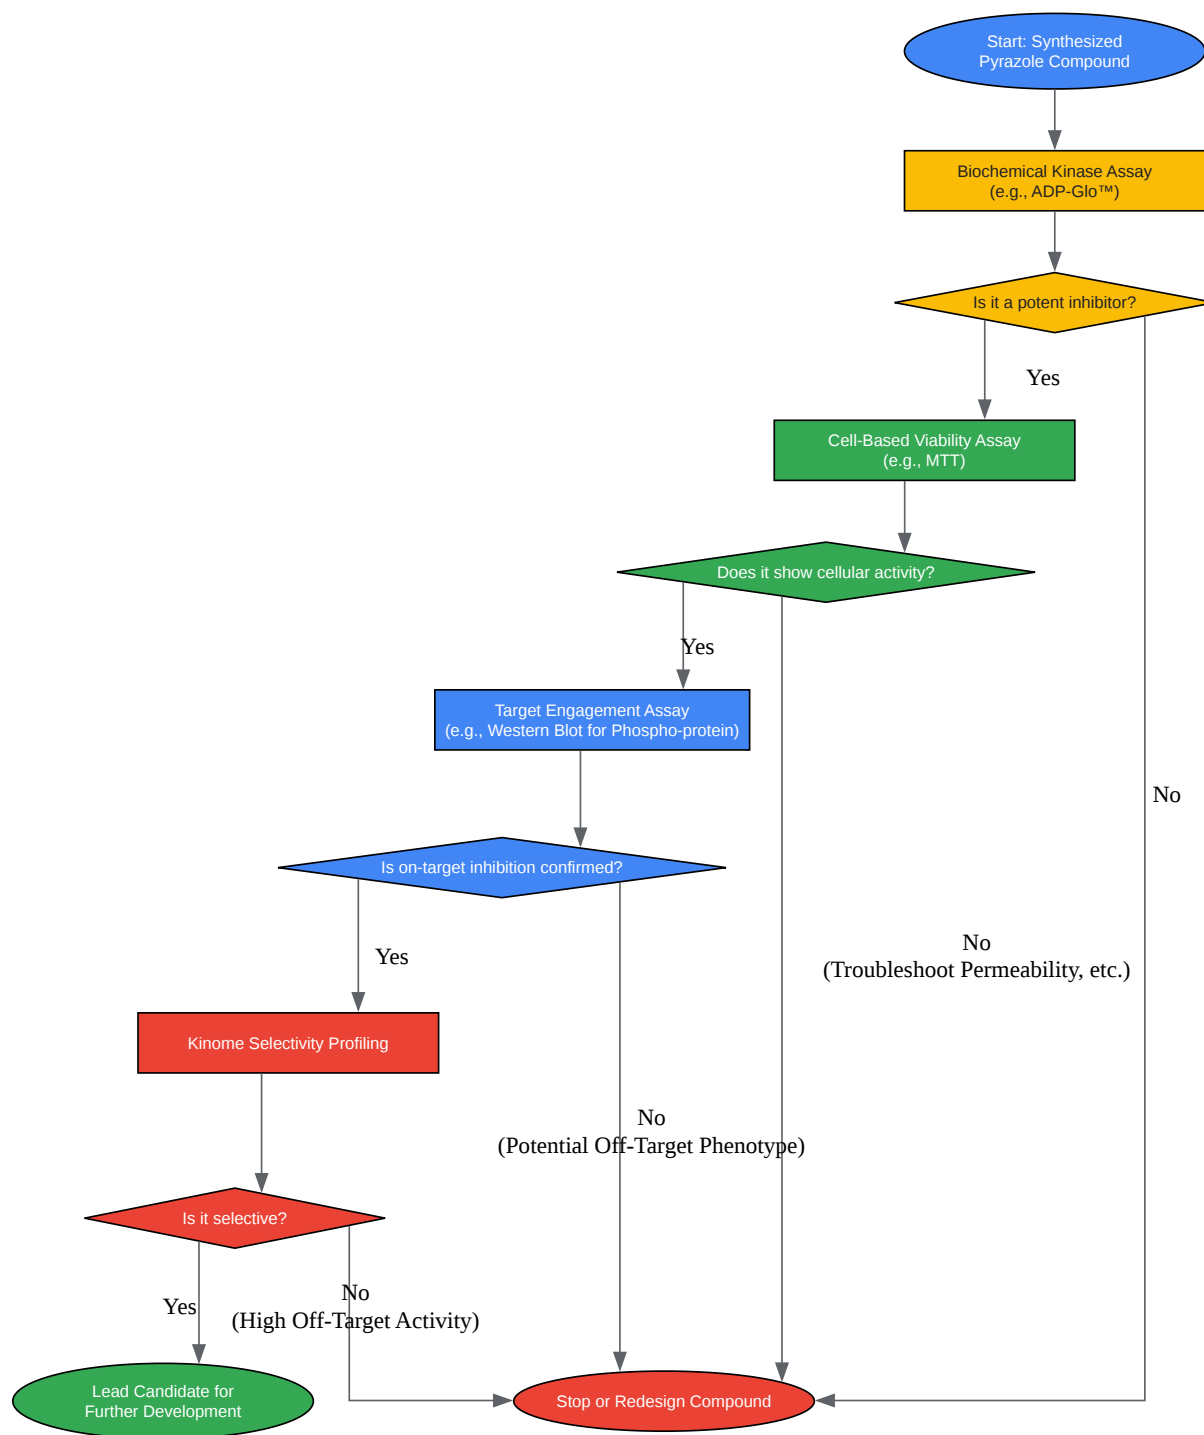 Start: Synthesized
Pyrazole Compound
Biochemical Kinase Assay
(e.g., ADP-Glo™)
Is it a potent inhibitor?
Yes
Cell-Based Viability Assay
(e.g., MTT)
Does it show cellular activity?
Yes
Target Engagement Assay
(e.g., Western Blot for Phospho-protein)
No
Is on-target inhibition confirmed?
Yes
No
(Troubleshoot Permeability, etc.)
Kinome Selectivity Profiling
No
(Potential Off-Target Phenotype)
Is it selective?
Yes
No
(High Off-Target Activity)
Lead Candidate for
Further Development
Stop or Redesign Compound